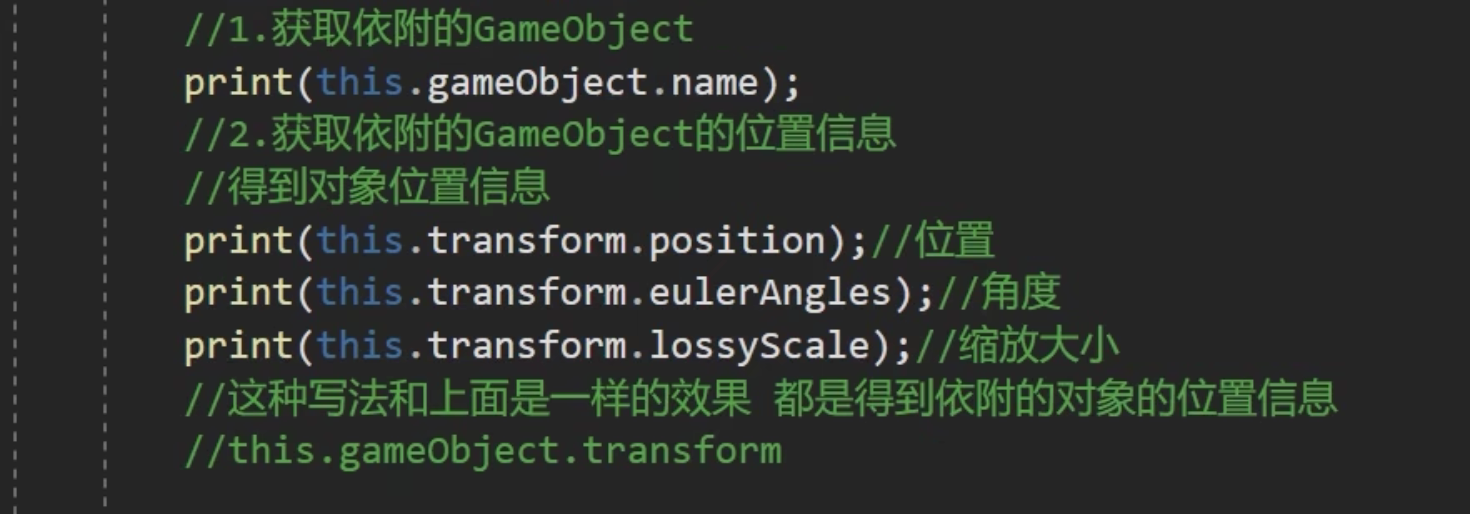 //1.获取依附的GameObject
print(this.gameObject.name);
//2.获取依附的GameObject的位置信息
//得到对象位置信息
print(this.transform.position);//位置
print(this.transform.eulerAngles);//角度
print(this.transform.lossyScale);//缩放大小
//这种写法和上面是一样的效果 都是得到依附的对象的位置信息
//this.gameObject.transform